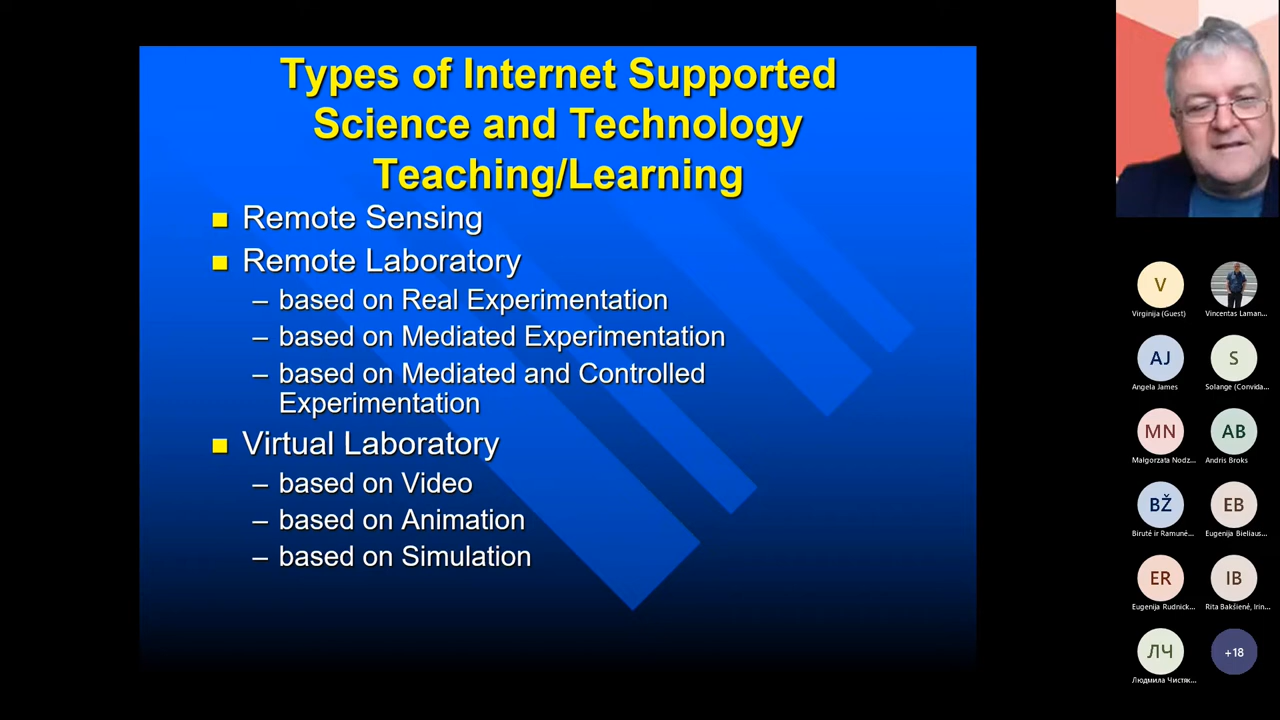 Types of Internet Supported
Science and Technology
Teaching/Learning
Remote Sensing
Remote Laboratory
– based on Real Experimentation
– based on Mediated Experimentation
– based on Mediated and Controlled
Experimentation
Virtual Laboratory
– based on Video
– based on Animation
– based on Simulation
V
Virginija (Guest)
Vincentas Laman...
AJ
Angela James
S
Solange (Convida...
MN
Małgorzata Nodz...
AB
Andris Broks
BŽ
Birutė ir Ramunė...
EB
Eugenija Bieliaus...
ER
Eugenija Rudnick...
IB
Rita Bakšienė, Irin...
ЛЧ
Людмила Чистяк...
+18